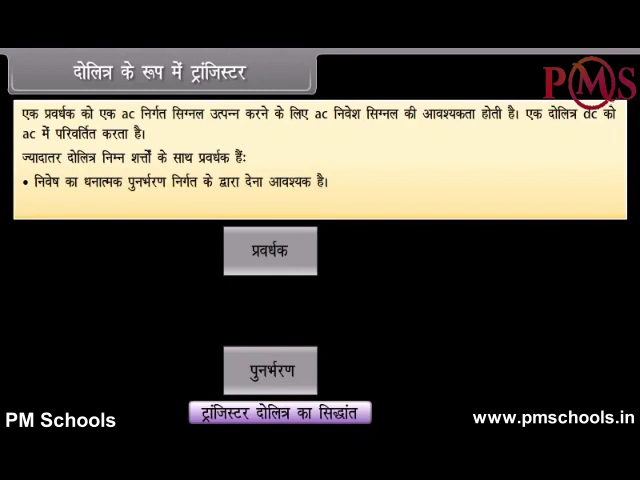 दोलित्र के रूप में ट्रांजिस्टर
PMS
एक प्रवर्धक को एक ac निर्गत सिग्नल उत्पन्न करने के लिए ac निवेश सिग्नल की आवश्यकता होती है। एक दोलित्र dc को
ac में परिवर्तित करता है।
ज्यादातर दोलित्र निम्न शर्त्तों के साथ प्रवर्धक हैं:
• निवेष का धनात्मक पुनर्भरण निर्गत के द्वारा देना आवश्यक है।
प्रवर्धक
पुनर्भरण
ट्रांजिस्टर दोलित्र का सिद्धांत
PM Schools
www.pmschools.in